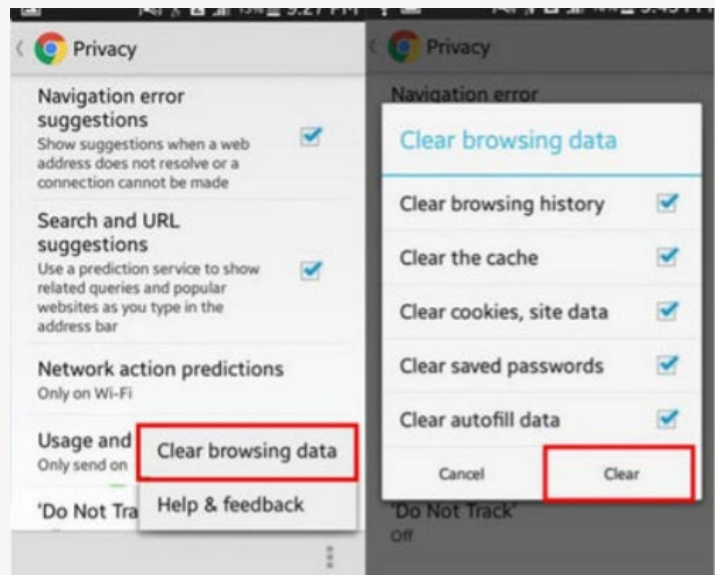 Privacy
Navigation error
suggestions
Show suggestions when a web
address does not resolve or a
connection cannot be made
Search and URL
suggestions
Use a prediction service to show
related queries and popular
websites as you type in the
address bar
Network action predictions
Only on Wi-Fi
Usage and
Only send on
'Do Not Tra
Clear browsing data
Help & feedback
Privacy
Navigation error
Clear browsing data
Clear browsing history
Clear the cache
Clear cookies, site data
Clear saved passwords
Clear autofill data
Cancel
Clear
'Do Not Track'
Off